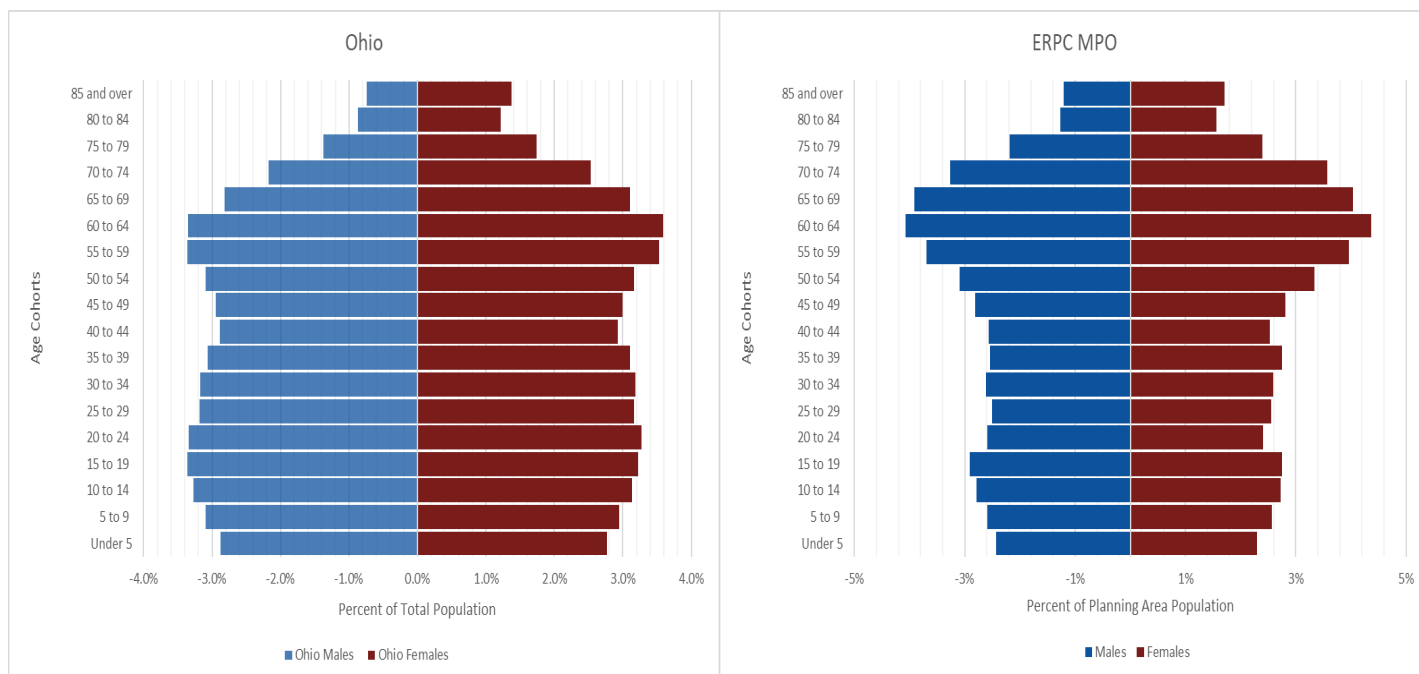 Ohio
85 and over
80 to 84
75 to 79
70 to 74
65 to 69
60 to 64
55 to 59
50 to 54
45 to 49
40 to 44
35 to 39
30 to 34
25 to 29
20 to 24
15 to 19
10 to 14
5 to 9
Under 5
Age Cohorts
-4.0% -3.0% -2.0% -1.0% 0.0% 1.0% 2.0% 3.0% 4.0%
Percent of Total Population
Ohio Males Ohio Females
ERPC MPO
85 and over
80 to 84
75 to 79
70 to 74
65 to 69
60 to 64
55 to 59
50 to 54
45 to 49
40 to 44
35 to 39
30 to 34
25 to 29
20 to 24
15 to 19
10 to 14
5 to 9
Under 5
Age Cohorts
-5% -3% -1% 1% 3% 5%
Percent of Planning Area Population
Males Females